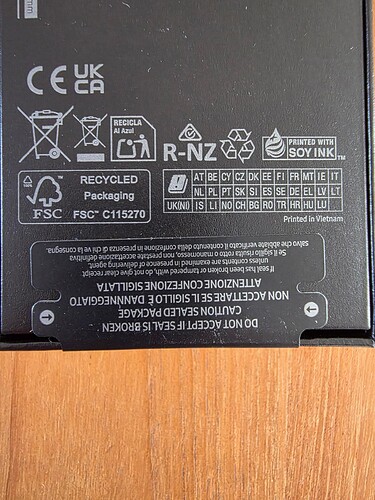 mm
CE UK
CA
RECICLA
Al Azul
R-NZ
PRINTED WITH
SOY INK™
100%
FSC
RECYCLED
Packaging
FSC™ C115270
AT BE CY CZ DK EE FI FR MT IE IT
NL PL PT SK SI ES SE DE EL LV LT
UK(NI) IS LI NO CH BG RO TR HR HU LU
Printed in Vietnam
DO NOT ACCEPT IF SEAL IS BROKEN
CAUTION SEALED PACKAGE
NON ACCETTARE SE IL SIGILLO È DANNEGGIATO
ATTENZIONE CONFEZIONE SIGILLATA
If seal has been broken or tampered with, do not give clear receipt
unless contents are examined in presence of delivering agent.
Se il sigillo risulta rotto o manomesso, non accettazione definitiva
salvo che abbiate verificato il contenuto della confezione in presenza di chi ve la consegna.